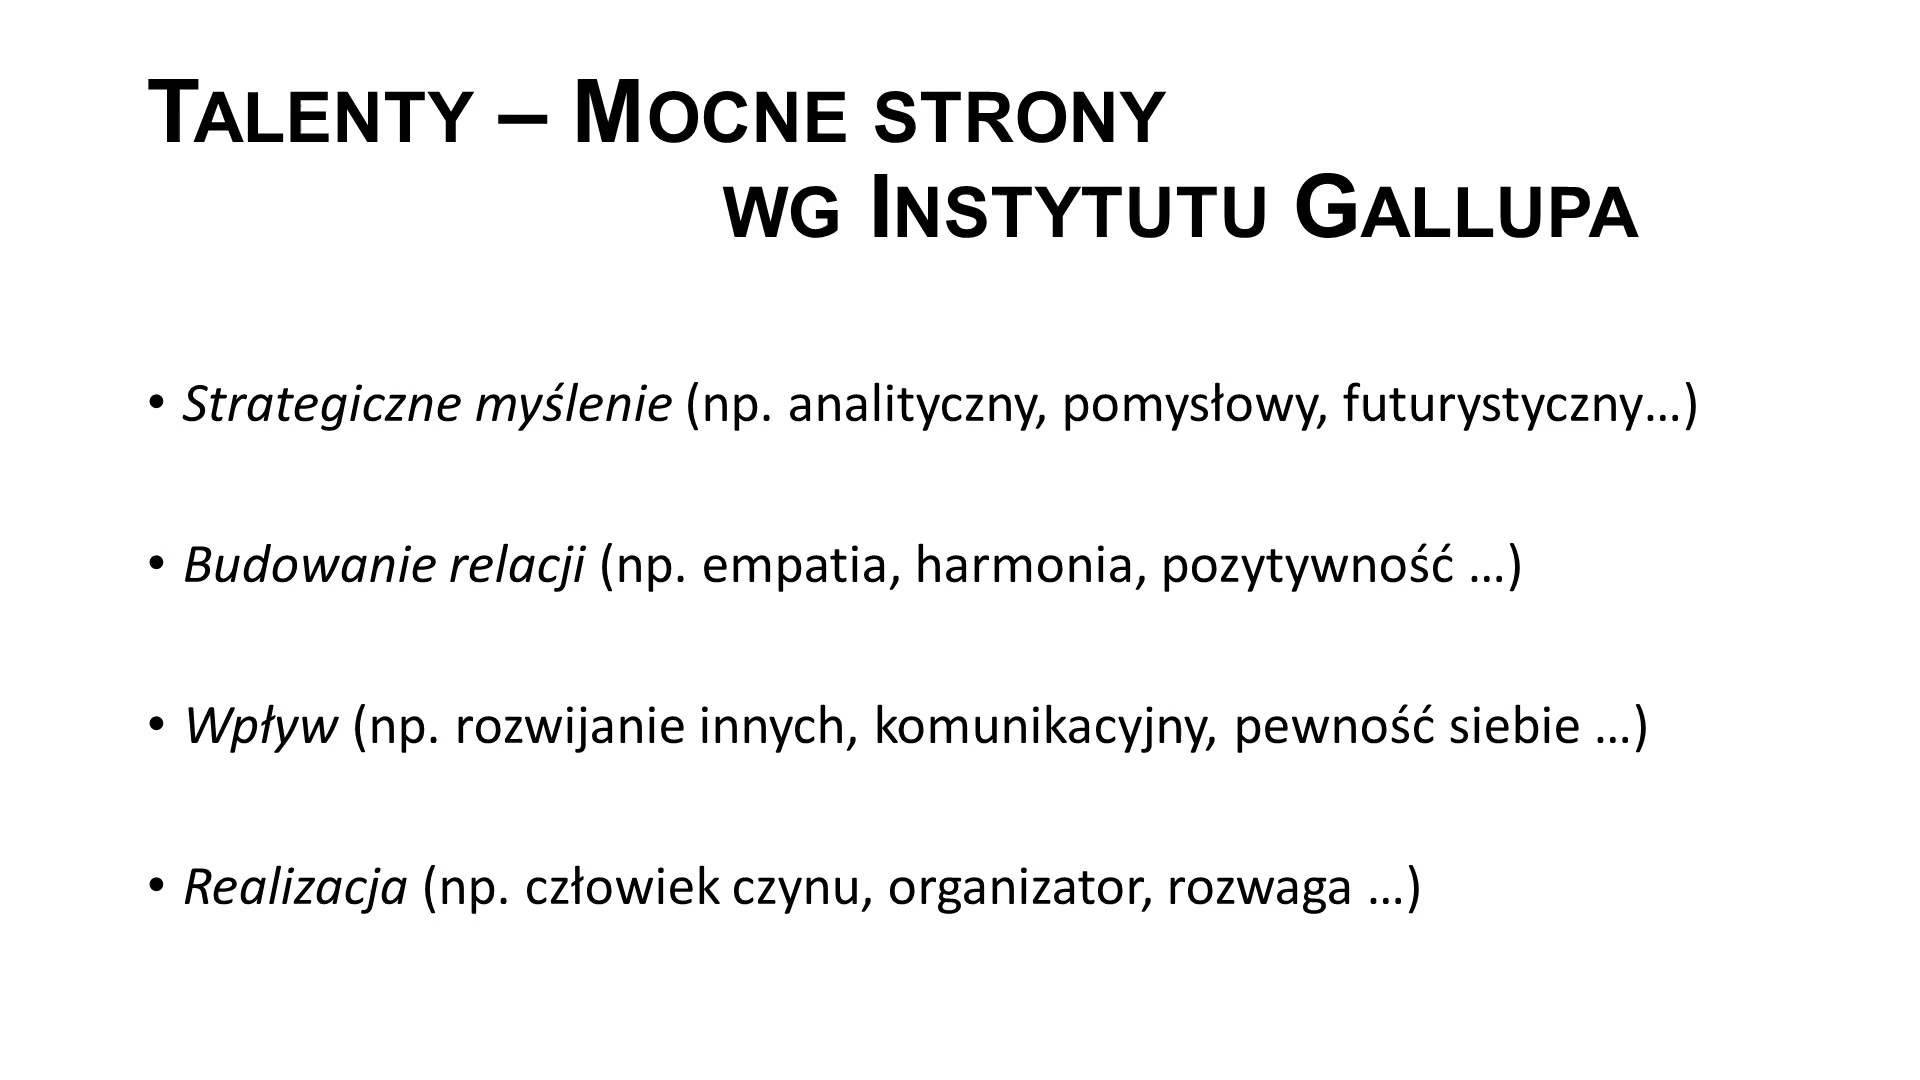 TALENTY – MOCNE STRONY
WG INSTYTUTU GALLUPA
• Strategiczne myślenie (np. analityczny, pomysłowy, futurystyczny…)
• Budowanie relacji (np. empatia, harmonia, pozytywność …)
• Wpływ (np. rozwijanie innych, komunikacyjny, pewność siebie …)
• Realizacja (np. człowiek czynu, organizator, rozwaga …)